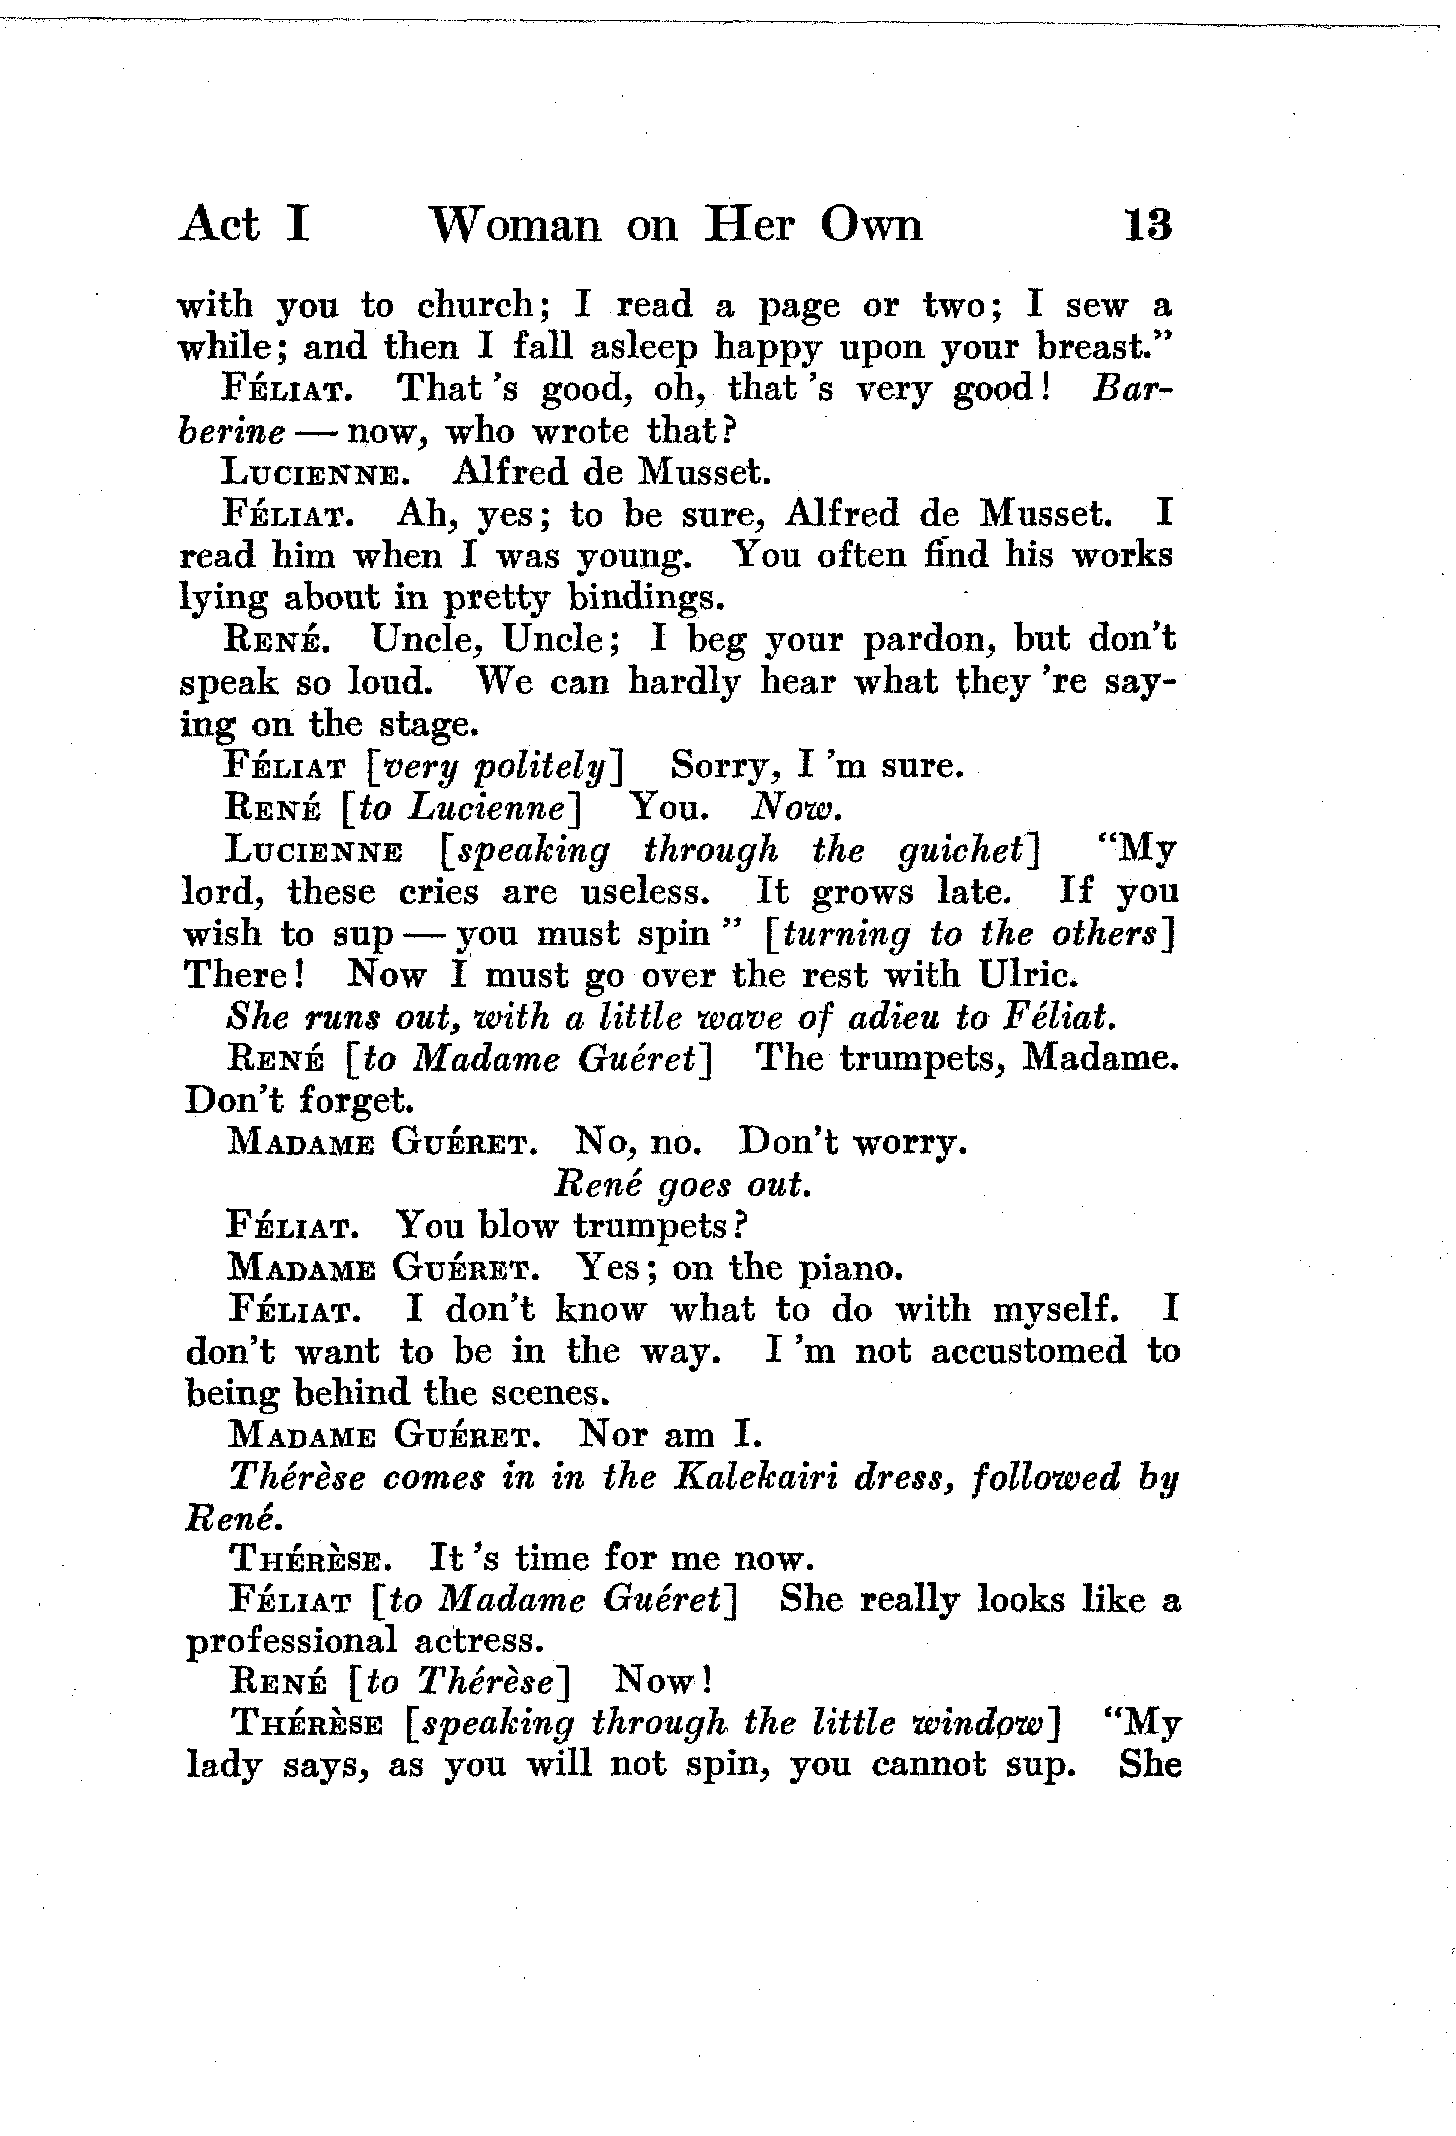 Act I Woman on Her Own 13
with you to church; I read a page or two; I sew a
while; and then I fall asleep happy upon your breast."
FÉLIAT. That 's good, oh, that 's very good! Bar-
berine — now, who wrote that?
LUCIENNE. Alfred de Musset.
FÉLIAT. Ah, yes; to be sure, Alfred de Musset. I
read him when I was young. You often find his works
lying about in pretty bindings.
RENÉ. Uncle, Uncle; I beg your pardon, but don't
speak so loud. We can hardly hear what they 're say-
ing on the stage.
FÉLIAT [very politely] Sorry, I 'm sure.
RENÉ [to Lucienne] You. Now.
LUCIENNE [speaking through the guichet] "My
lord, these cries are useless. It grows late. If you
wish to sup — you must spin " [turning to the others]
There! Now I must go over the rest with Ulric.
She runs out, with a little wave of adieu to Féliat.
RENÉ [to Madame Guéret] The trumpets, Madame.
Don't forget.
MADAME GUÉRET. No, no. Don't worry.
René goes out.
FÉLIAT. You blow trumpets?
MADAME GUÉRET. Yes; on the piano.
FÉLIAT. I don't know what to do with myself. I
don't want to be in the way. I 'm not accustomed to
being behind the scenes.
MADAME GUÉRET. Nor am I.
Thérèse comes in in the Kalekairi dress, followed by
René.
THÉRÈSE. It 's time for me now.
FÉLIAT [to Madame Guéret] She really looks like a
professional actress.
RENÉ [to Thérèse] Now!
THÉRÈSE [speaking through the little window] "My
lady says, as you will not spin, you cannot sup. She